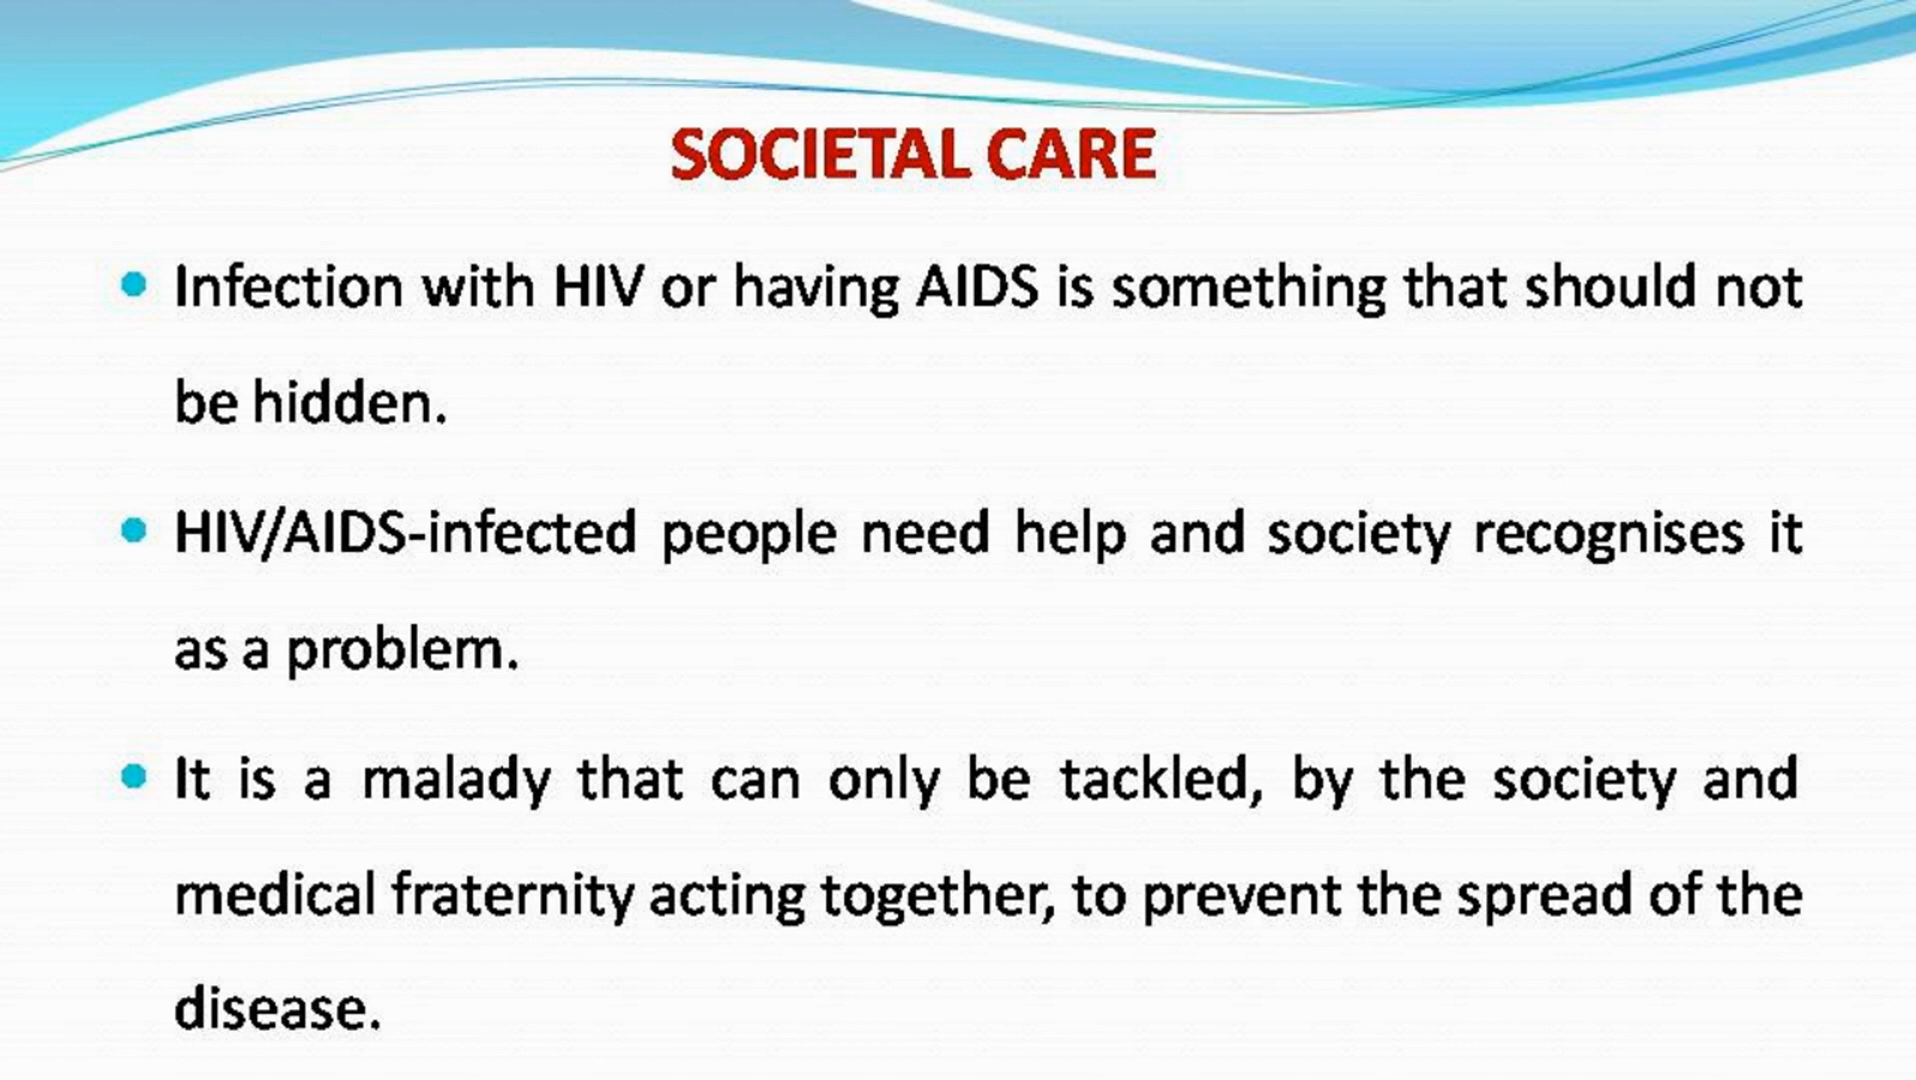 SOCIETAL CARE
• Infection with HIV or having AIDS is something that should not
be hidden.
• HIV/AIDS-infected people need help and society recognises it
as a problem.
• It is a malady that can only be tackled, by the society and
medical fraternity acting together, to prevent the spread of the
disease.